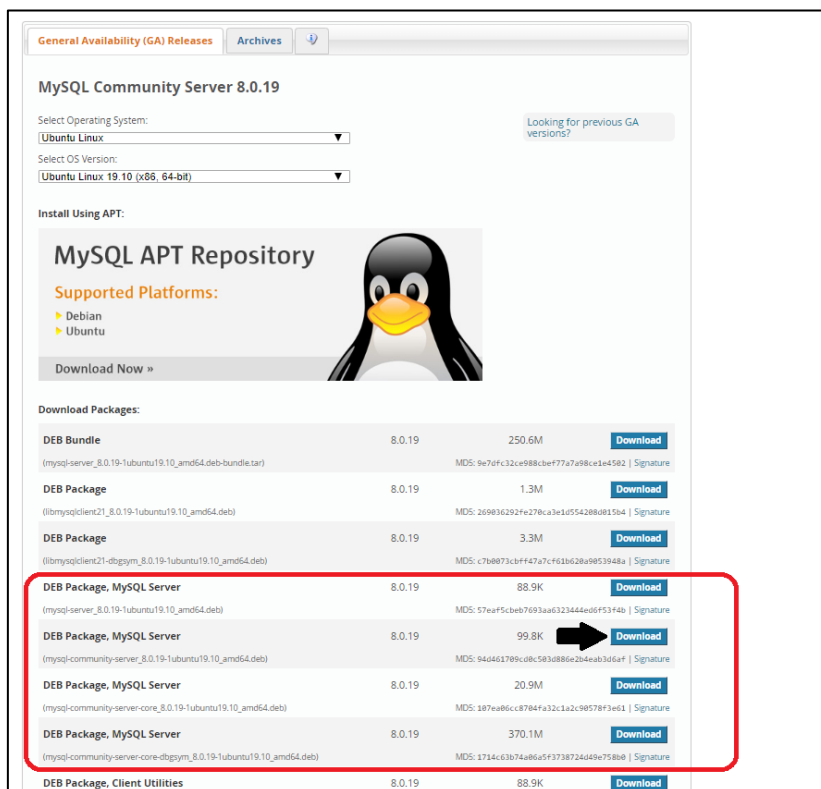 General Availability (GA) Releases
Archives
MySQL Community Server 8.0.19
Select Operating System:
Looking for previous GA
versions?
Ubuntu Linux
Select OS Version:
Ubuntu Linux 19.10 (x86, 64-bit)
Install Using APT:
MySQL APT Repository
Supported Platforms:
Debian
Ubuntu
Download Now »
Download Packages:
DEB Bundle 8.0.19 250.6M Download
(mysql-server_8.0.19-1ubuntu19.10_amd64.deb-bundle.tar) MD5: 9e7dfc32ce988cbef77a7a98ce1e4502 | Signature
DEB Package 8.0.19 1.3M Download
(libmysqlclient21_8.0.19-1ubuntu19.10_amd64.deb) MD5: 269036292fe270ca3e1d554208d015b4 | Signature
DEB Package 8.0.19 3.3M Download
(libmysqlclient21-dbgsym_8.0.19-1ubuntu19.10_amd64.deb) MD5: c7b0073cbff47a7cf61b620a9053948a | Signature
DEB Package, MySQL Server 8.0.19 88.9K Download
(mysql-server_8.0.19-1ubuntu19.10_amd64.deb) MD5: 57eaf5cbeb7693aa6323444ed6f53f4b | Signature
DEB Package, MySQL Server 8.0.19 99.8K Download
(mysql-community-server_8.0.19-1ubuntu19.10_amd64.deb) MD5: 94d461709cd0c503d886e2b4eab3d6af | Signature
DEB Package, MySQL Server 8.0.19 20.9M Download
(mysql-community-server-core_8.0.19-1ubuntu19.10_amd64.deb) MD5: 107ea06cc8704fa32c1a2c90578f3e61 | Signature
DEB Package, MySQL Server 8.0.19 370.1M Download
(mysql-community-server-core-dbgsym_8.0.19-1ubuntu19.10_amd64.deb) MD5: 1714c63b74a06a5f3738724d49e758b0 | Signature
DEB Package, Client Utilities 8.0.19 88.9K Download